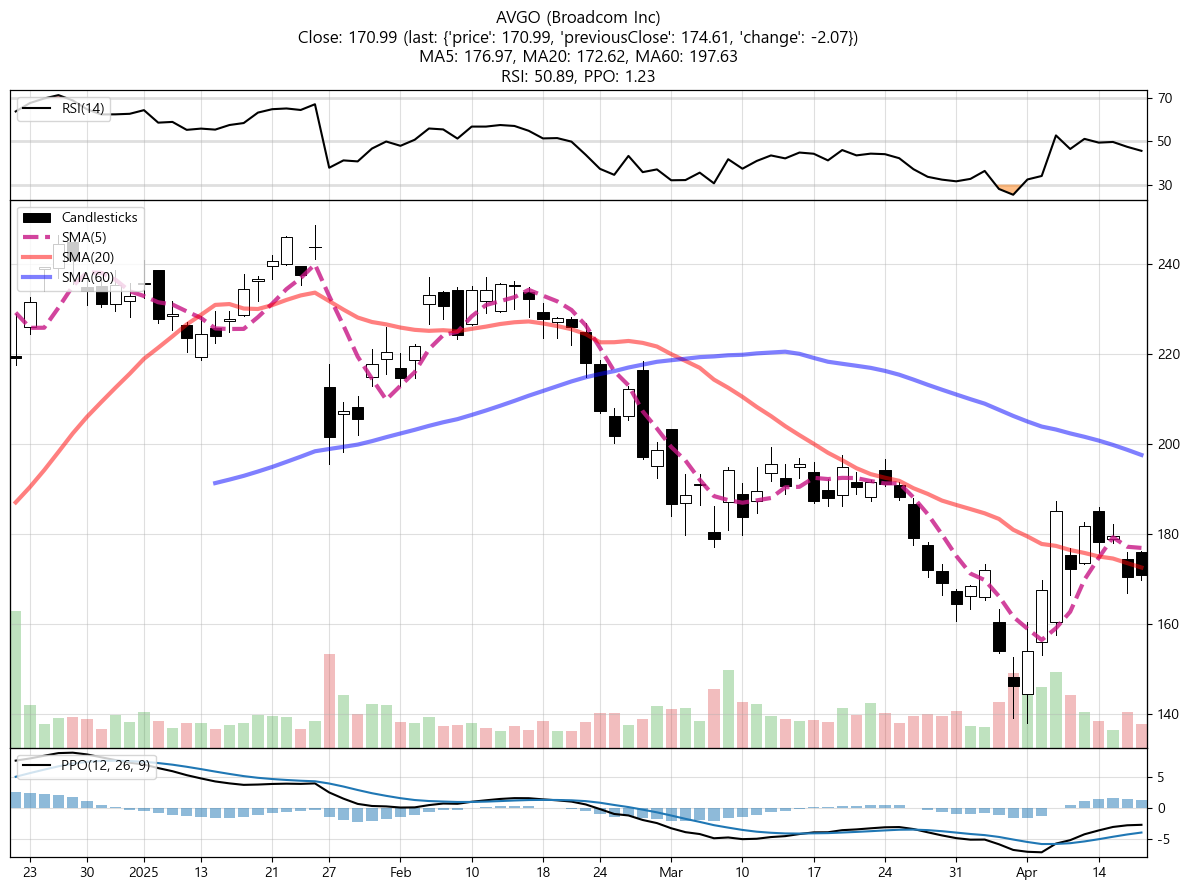 AVGO (Broadcom Inc)
Close: 170.99 (last: {'price': 170.99, 'previousClose': 174.61, 'change': -2.07})
MA5: 176.97, MA20: 172.62, MA60: 197.63
RSI: 50.89, PPO: 1.23
RSI(14)
70
50
30
Candlesticks
SMA(5)
SMA(20)
SMA(60)
240
220
200
180
160
140
PPO(12, 26, 9)
5
0
-5
23 30 2025 13 21 27 Feb 10 18 24 Mar 10 17 24 31 Apr 14